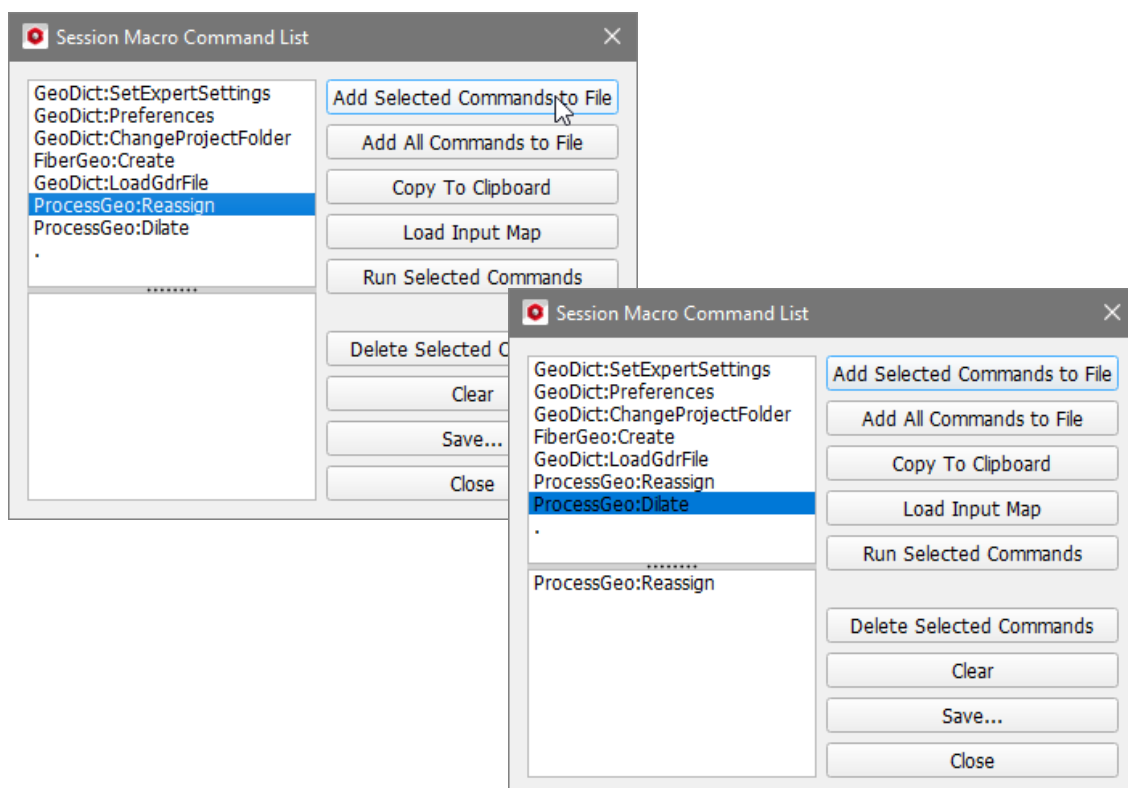 Session Macro Command List
GeoDict:SetExpertSettings
GeoDict:Preferences
GeoDict:ChangeProjectFolder
FiberGeo:Create
GeoDict:LoadGdrFile
ProcessGeo:Reassign
ProcessGeo:Dilate
.
Add Selected Commands to File
Add All Commands to File
Copy To Clipboard
Load Input Map
Run Selected Commands
Delete Selected C
Clear
Save...
Close
Session Macro Command List
GeoDict:SetExpertSettings
GeoDict:Preferences
GeoDict:ChangeProjectFolder
FiberGeo:Create
GeoDict:LoadGdrFile
ProcessGeo:Reassign
ProcessGeo:Dilate
.
ProcessGeo:Reassign
Add Selected Commands to File
Add All Commands to File
Copy To Clipboard
Load Input Map
Run Selected Commands
Delete Selected Commands
Clear
Save...
Close